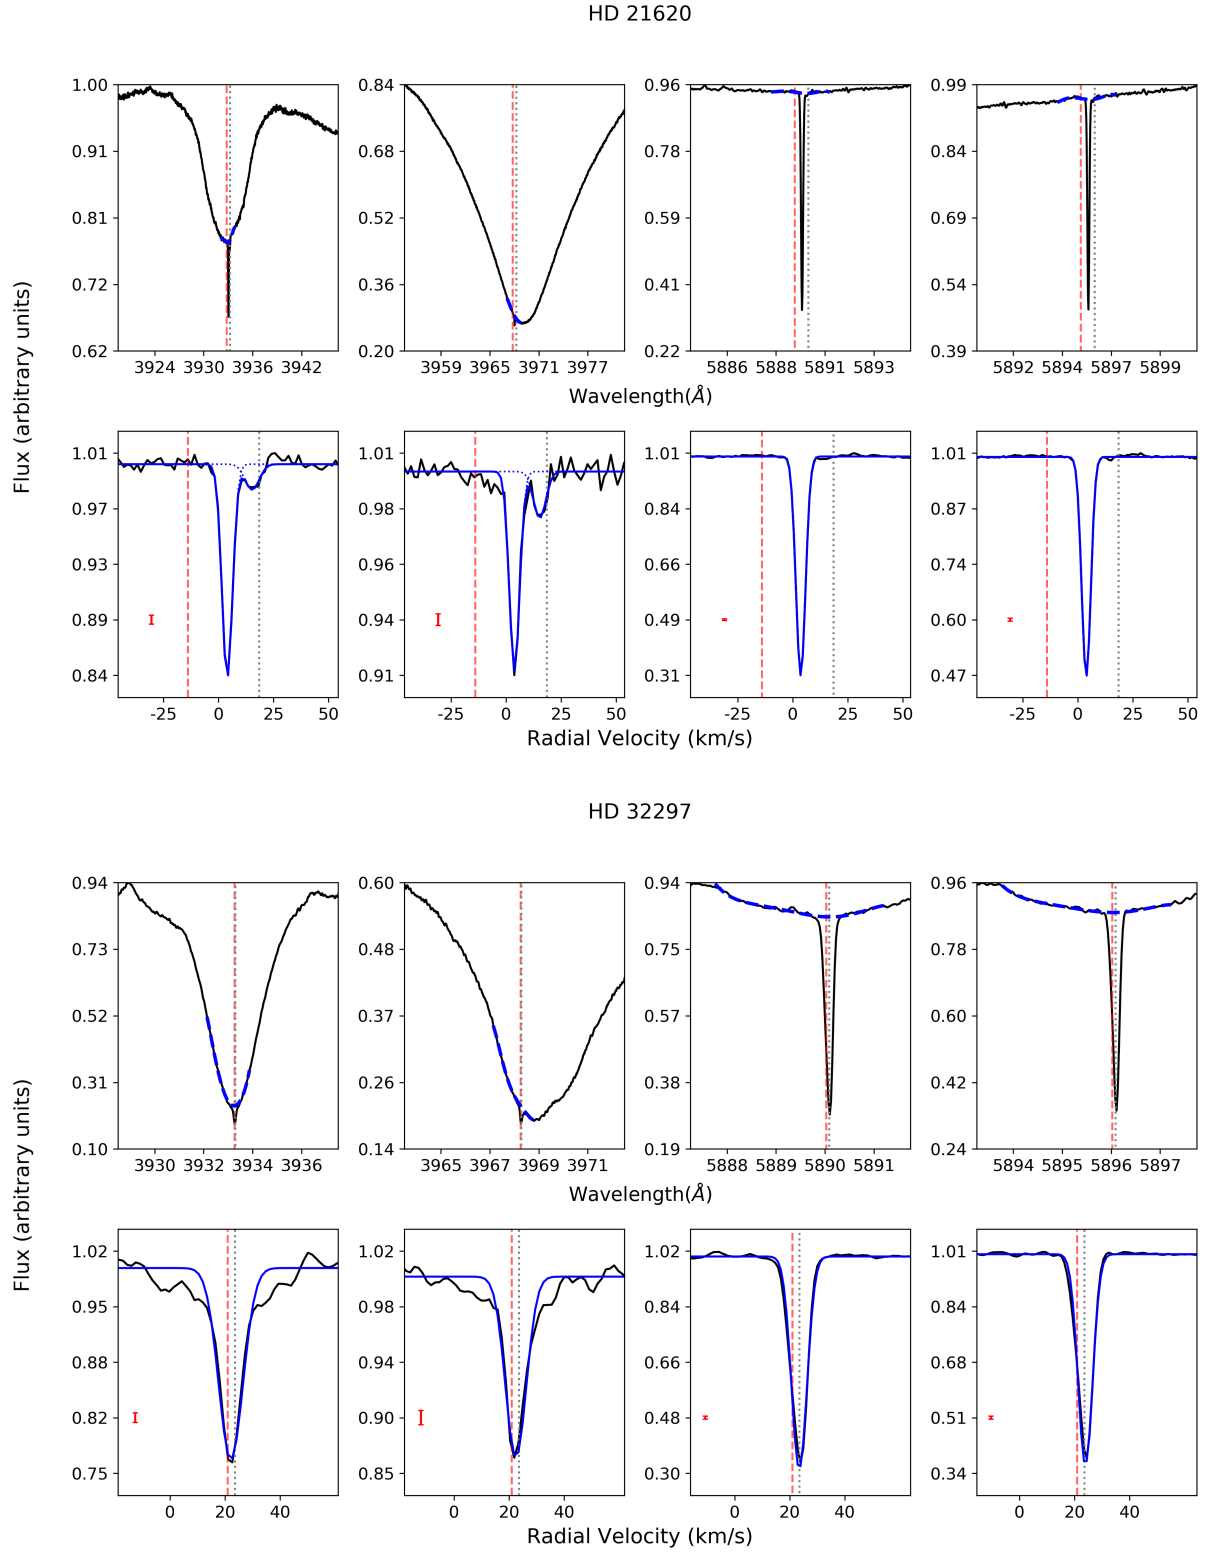 HD 21620
Flux (arbitrary units)
1.00 0.91 0.81 0.72 0.62
3924 3930 3936 3942
0.84 0.68 0.52 0.36 0.20
3959 3965 3971 3977
0.96 0.78 0.59 0.41 0.22
5886 5888 5891 5893
0.99 0.84 0.69 0.54 0.39
5892 5894 5897 5899
Wavelength(Å)
1.01 0.97 0.93 0.89 0.84
-25 0 25 50
1.01 0.98 0.96 0.94 0.91
-25 0 25 50
1.01 0.84 0.66 0.49 0.31
-25 0 25 50
1.01 0.87 0.74 0.60 0.47
-25 0 25 50
Radial Velocity (km/s)
HD 32297
Flux (arbitrary units)
0.94 0.73 0.52 0.31 0.10
3930 3932 3934 3936
0.60 0.48 0.37 0.26 0.14
3965 3967 3969 3971
0.94 0.75 0.57 0.38 0.19
5888 5889 5890 5891
0.96 0.78 0.60 0.42 0.24
5894 5895 5896 5897
Wavelength(Å)
1.02 0.95 0.88 0.82 0.75
0 20 40
1.02 0.98 0.94 0.90 0.85
0 20 40
1.02 0.84 0.66 0.48 0.30
0 20 40
1.01 0.84 0.68 0.51 0.34
0 20 40
Radial Velocity (km/s)